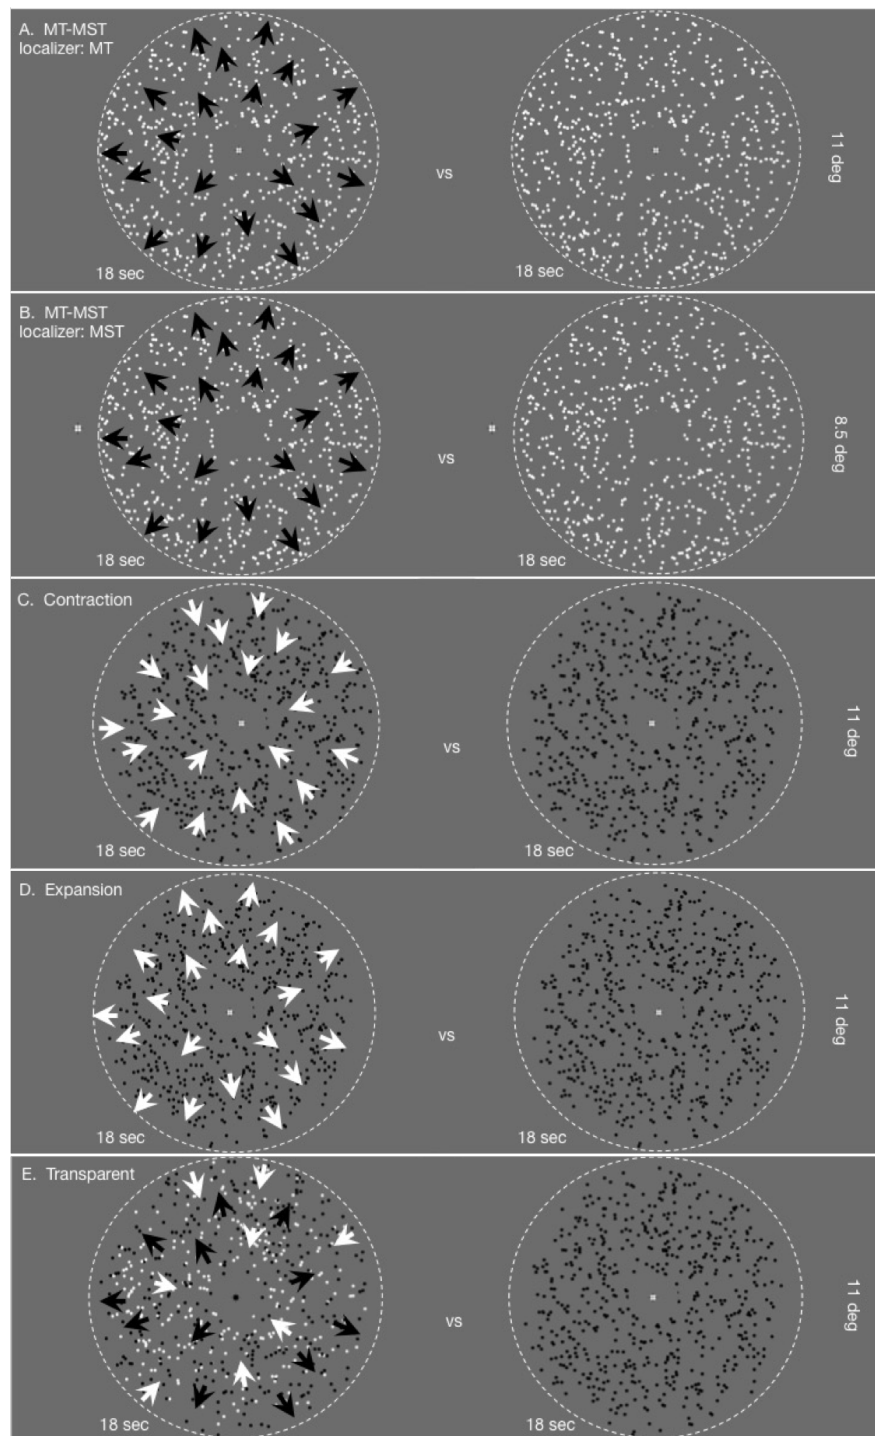 A. MT-MST
localizer: MT
vs
11 deg
18 sec
18 sec
B. MT-MST
localizer: MST
vs
8.5 deg
18 sec
18 sec
C. Contraction
vs
11 deg
18 sec
18 sec
D. Expansion
vs
11 deg
18 sec
18 sec
E. Transparent
vs
11 deg
18 sec
18 sec